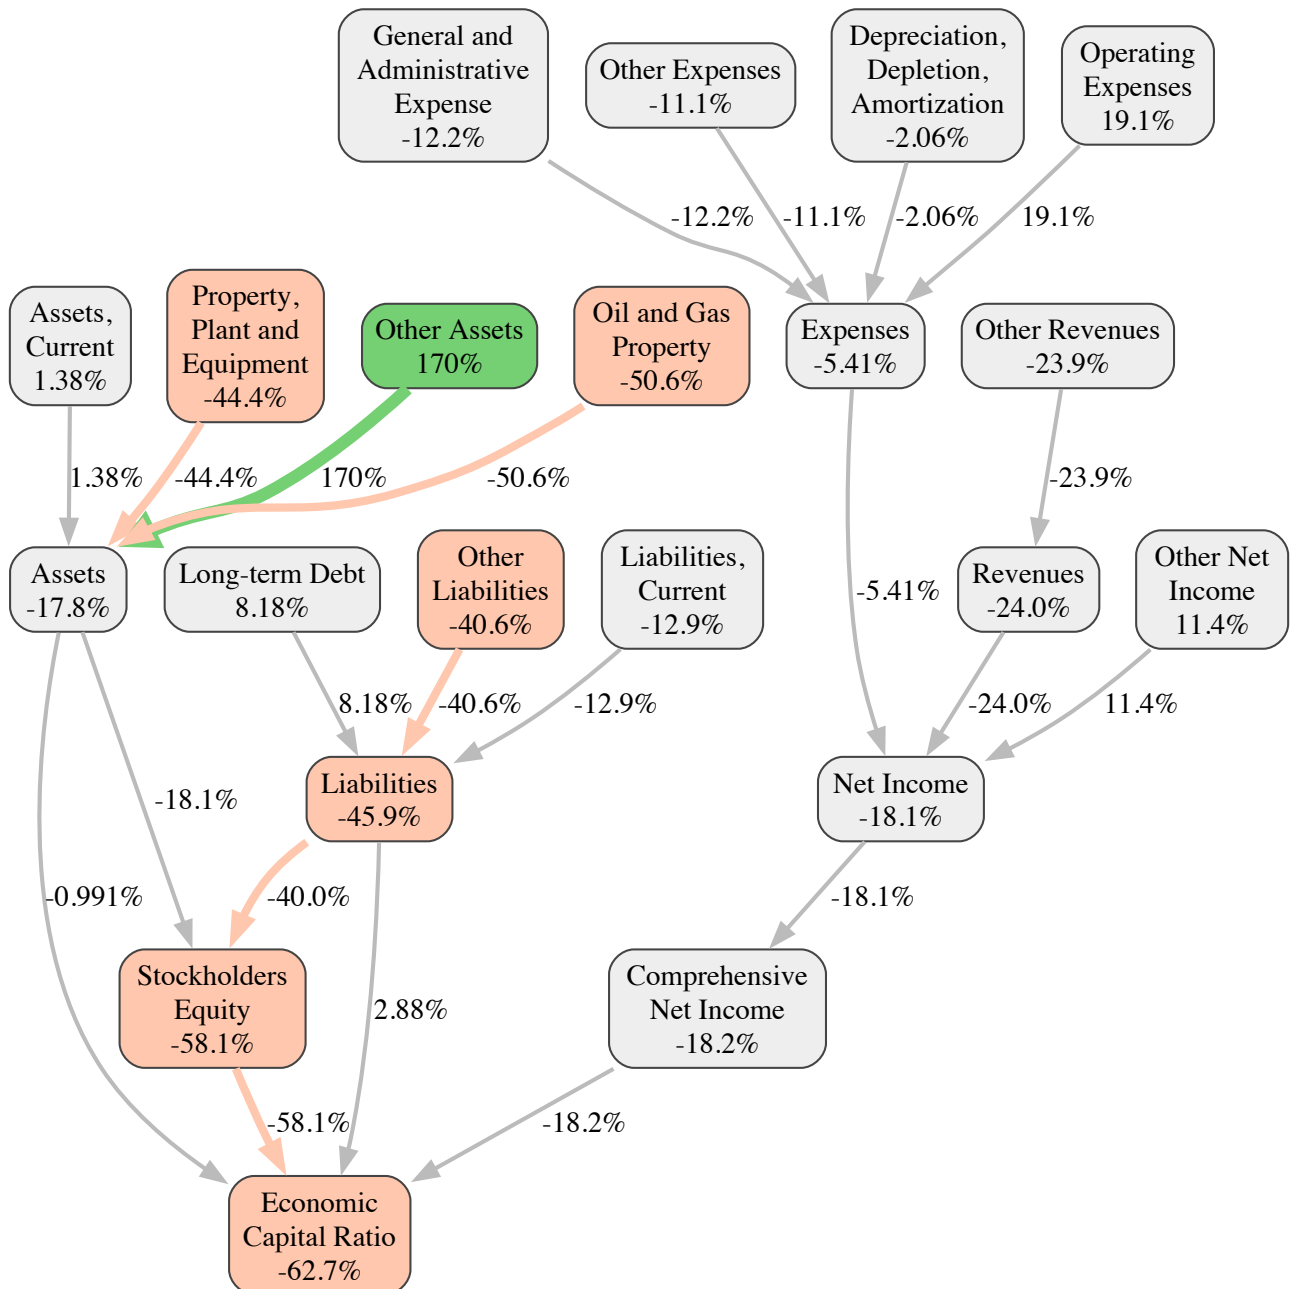 General and
Administrative
Expense
-12.2%
Other Expenses
-11.1%
Depreciation,
Depletion,
Amortization
-2.06%
Operating
Expenses
19.1%
-12.2%
-11.1%
-2.06%
19.1%
Assets,
Current
1.38%
Property,
Plant and
Equipment
-44.4%
Other Assets
170%
Oil and Gas
Property
-50.6%
Expenses
-5.41%
Other Revenues
-23.9%
1.38%
-44.4%
170%
-50.6%
-23.9%
Assets
-17.8%
Long-term Debt
8.18%
Other
Liabilities
-40.6%
Liabilities,
Current
-12.9%
-5.41%
Revenues
-24.0%
Other Net
Income
11.4%
8.18%
-40.6%
-12.9%
-24.0%
11.4%
-18.1%
Liabilities
-45.9%
Net Income
-18.1%
-0.991%
-40.0%
-18.1%
Stockholders
Equity
-58.1%
2.88%
Comprehensive
Net Income
-18.2%
-58.1%
-18.2%
Economic
Capital Ratio
-62.7%